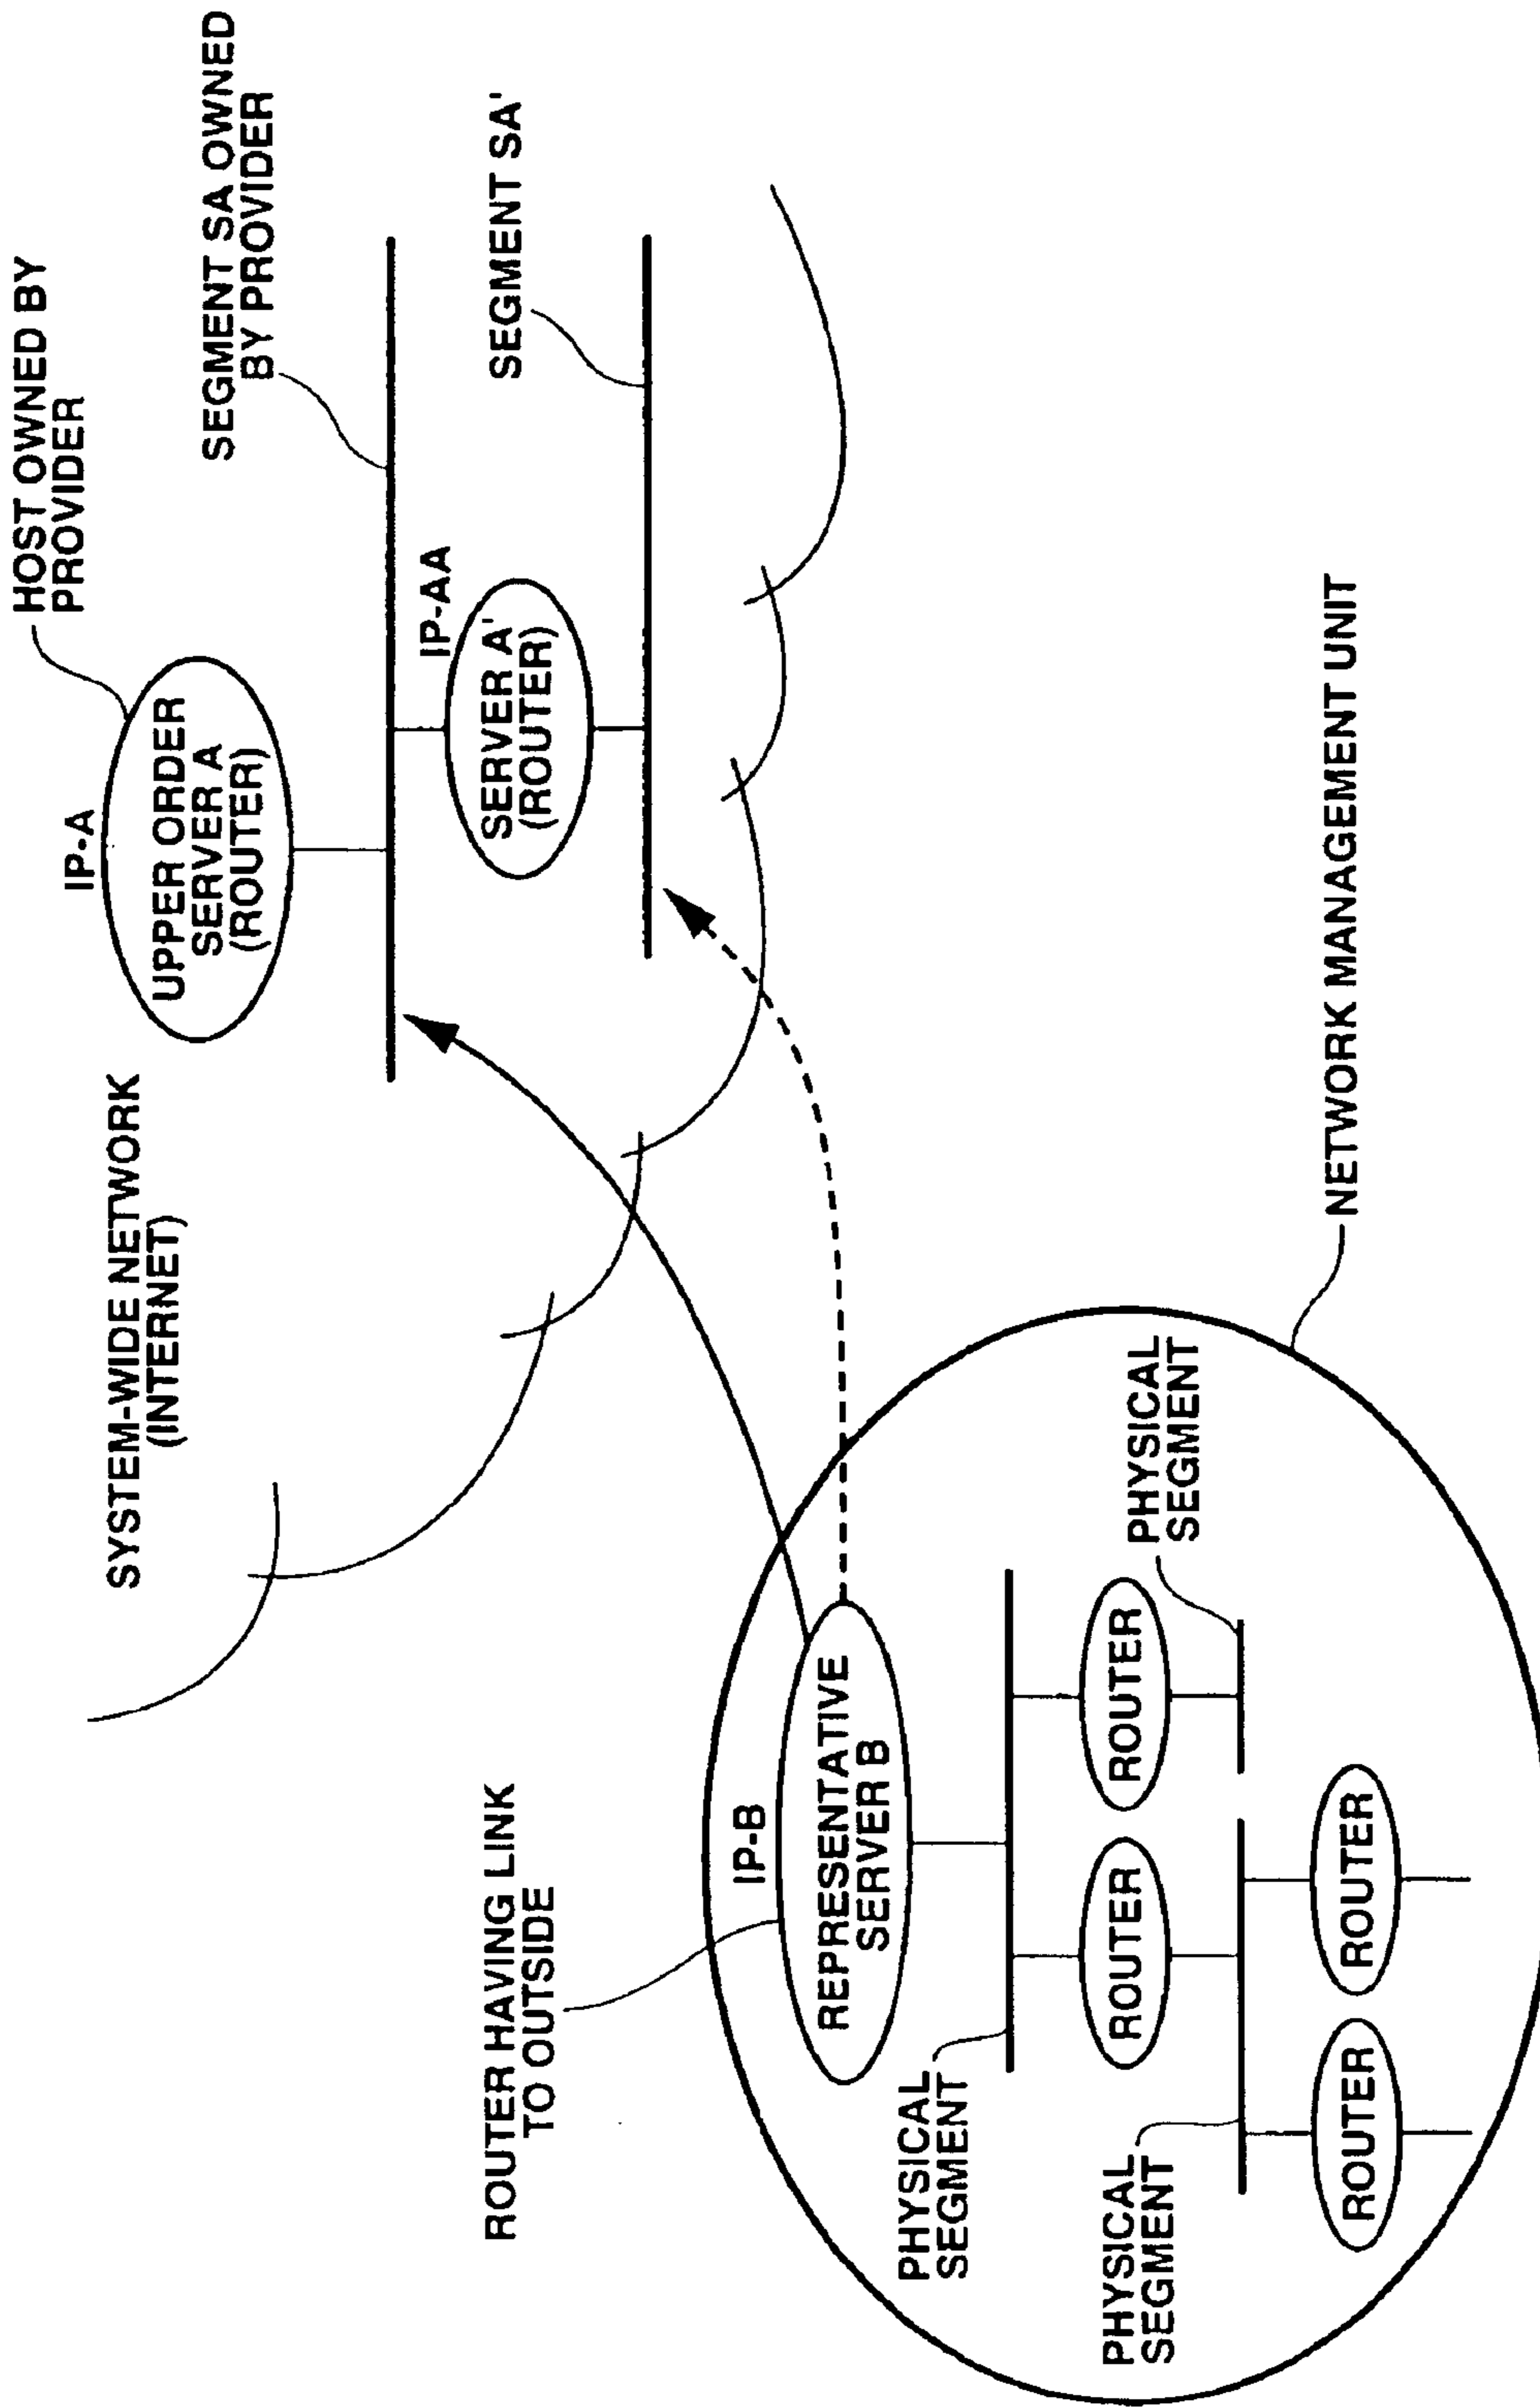 HOST OWNED BY
PROVIDER
IP-A
UPPER ORDER
SERVER A
(ROUTER)
SYSTEM-WIDE NETWORK
(INTERNET)
SEGMENT SA OWNED
BY PROVIDER
IP-AA
SERVER A'
(ROUTER)
SEGMENT SA'
ROUTER HAVING LINK
TO OUTSIDE
IP-B
REPRESENTATIVE
SERVER B
PHYSICAL
SEGMENT
ROUTER
ROUTER
PHYSICAL
SEGMENT
PHYSICAL
SEGMENT
ROUTER
ROUTER
NETWORK MANAGEMENT UNIT